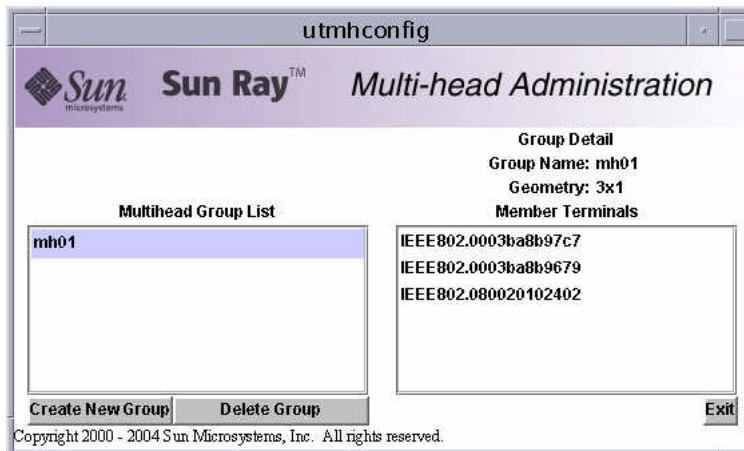 utmhconfig
Sun microsystems Sun Ray™ Multi-head Administration
Group Detail
Group Name: mh01
Geometry: 3x1
Multihead Group List
Member Terminals
mh01
IEEE802.0003ba8b97c7
IEEE802.0003ba8b9679
IEEE802.080020102402
Create New Group
Delete Group
Exit
Copyright 2000 - 2004 Sun Microsystems, Inc. All rights reserved.